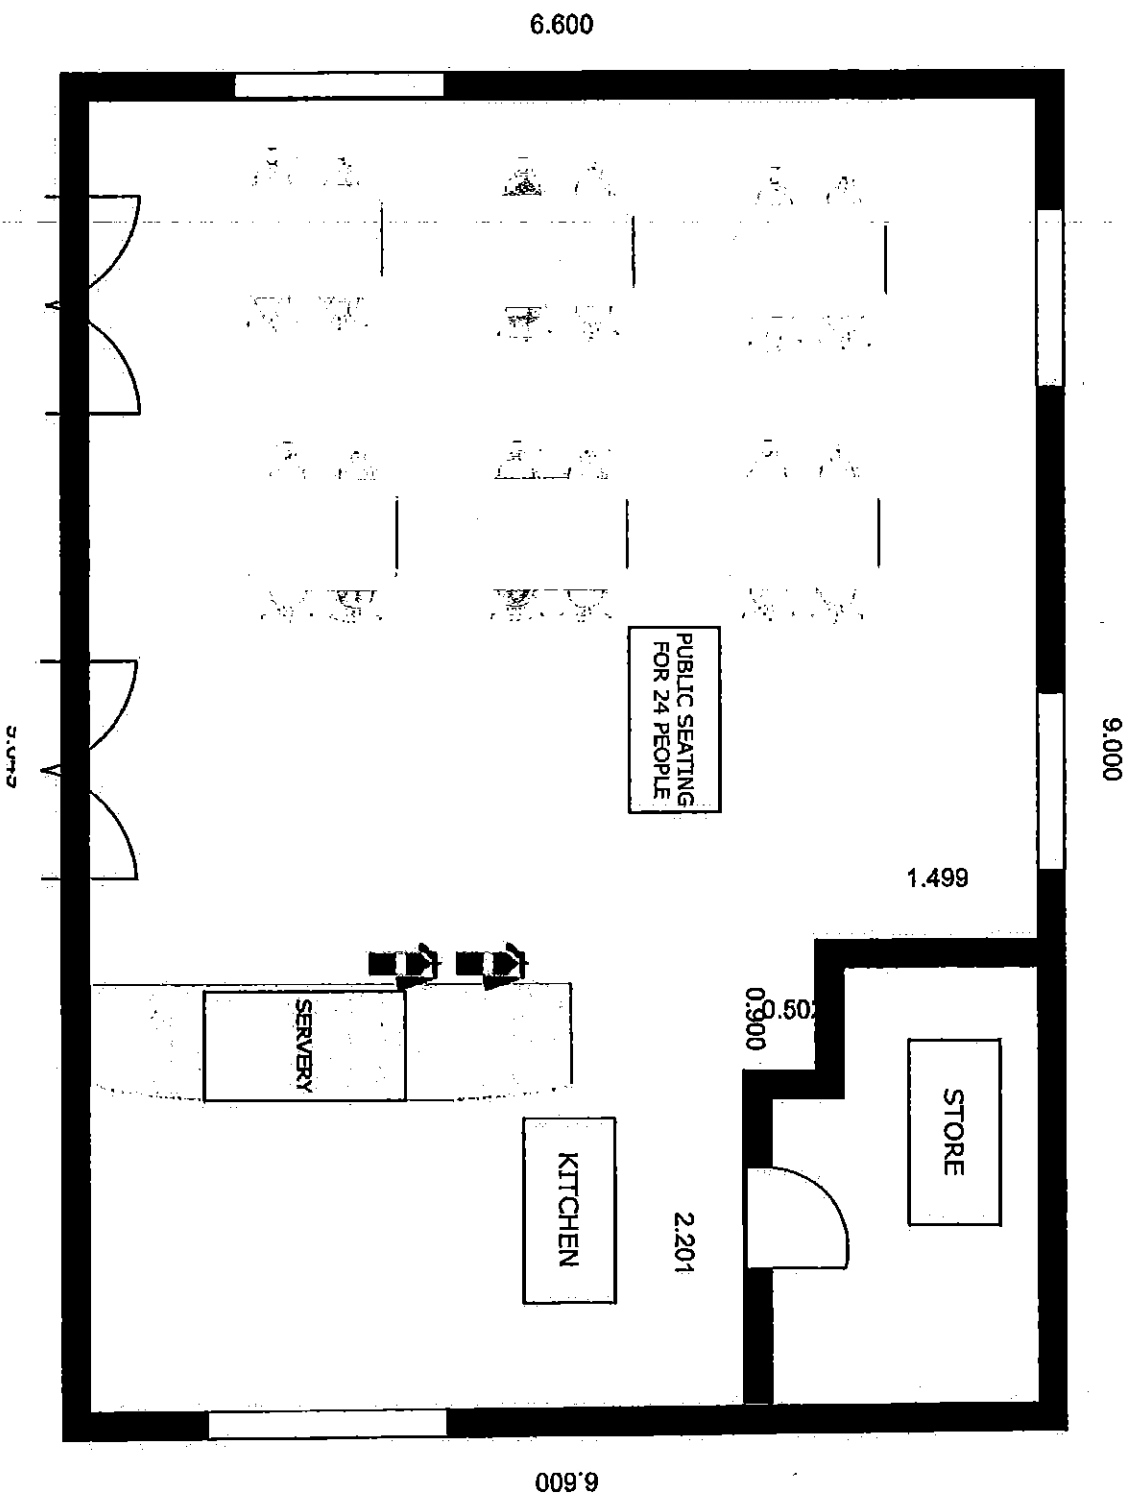 6.600
PUBLIC SEATING
FOR 24 PEOPLE
9.000
1.499
0.900
SERVERY
STORE
KITCHEN
2.201
6.600